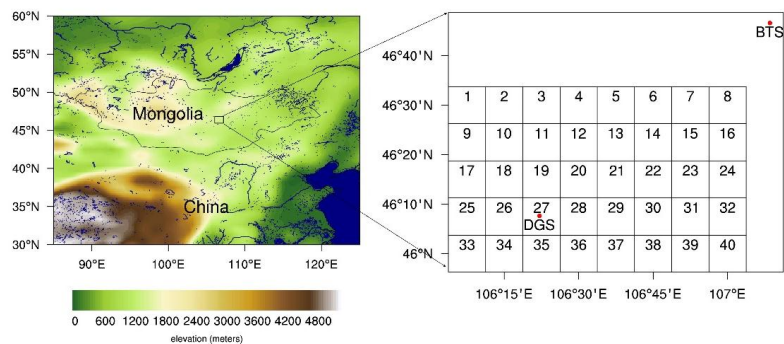 60°N
55°N
50°N
45°N
40°N
35°N
30°N
Mongolia
China
90°E 100°E 110°E 120°E
0 600 1200 1800 2400 3000 3600 4200 4800
elevation (meters)
BTS
46°40'N
46°30'N
46°20'N
46°10'N
46°N
1 2 3 4 5 6 7 8
9 10 11 12 13 14 15 16
17 18 19 20 21 22 23 24
25 26 27 28 29 30 31 32
DGS
33 34 35 36 37 38 39 40
106°15'E 106°30'E 106°45'E 107°E